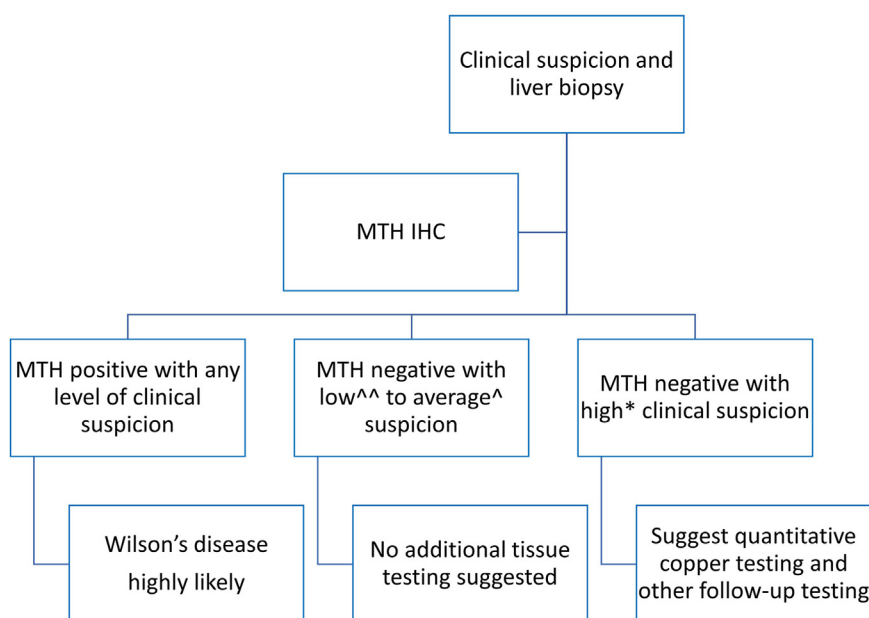 Clinical suspicion and
liver biopsy
MTH IHC
MTH positive with any
level of clinical
suspicion
MTH negative with
low^^ to average^
suspicion
MTH negative with
high* clinical suspicion
Wilson’s disease
highly likely
No additional tissue
testing suggested
Suggest quantitative
copper testing and
other follow-up testing